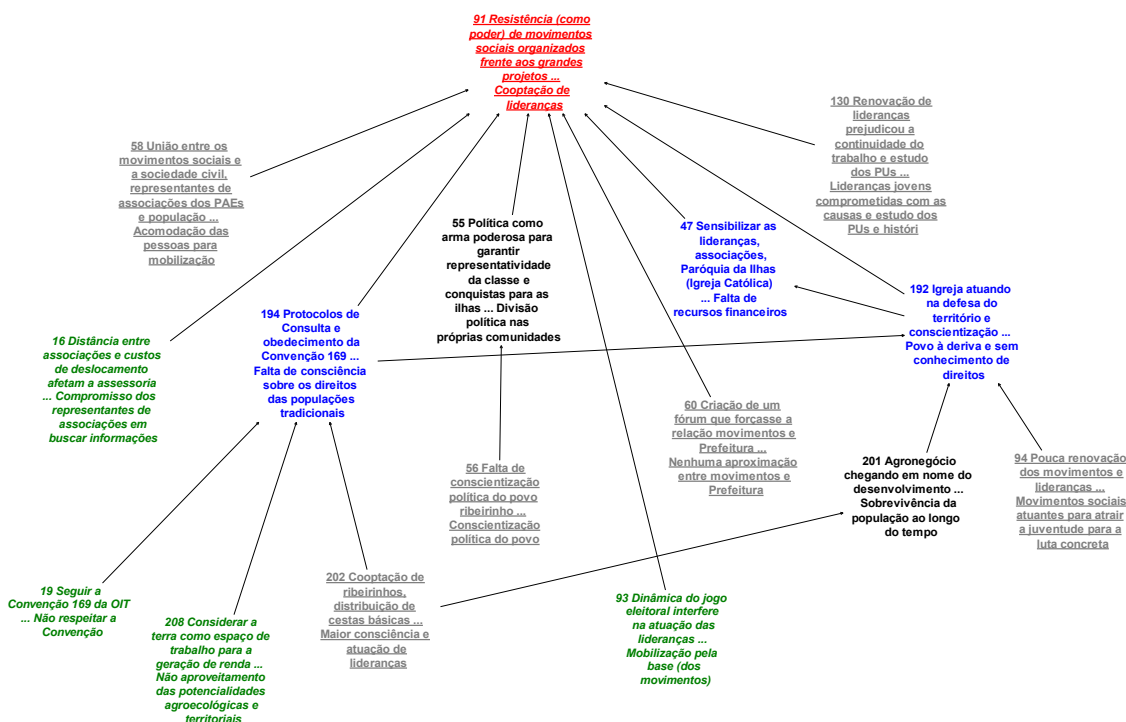 91 Resistência (como
poder) de movimentos
sociais organizados
frente aos grandes
projetos ...
Cooptação de
lideranças
130 Renovação de
lideranças
prejudicou a
continuidade do
trabalho e estudo
dos PUs ...
Lideranças jovens
comprometidas com as
causas e estudo dos
PUs e históri
58 União entre os
movimentos sociais e
a sociedade civil,
representantes de
associações dos PAEs
e população ...
Acomodação das
pessoas para
mobilização
55 Política como
arma poderosa para
garantir
representatividade
da classe e
conquistas para as
ilhas ... Divisão
política nas
próprias comunidades
47 Sensibilizar as
lideranças,
associações,
Paróquia da Ilhas
(Igreja Católica)
... Falta de
recursos financeiros
192 Igreja atuando
na defesa do
território e
conscientização ...
Povo à deriva e sem
conhecimento de
direitos
194 Protocolos de
Consulta e
obedecimento da
Convenção 169 ...
Falta de consciência
sobre os direitos
das populações
tradicionais
16 Distância entre
associações e custos
de deslocamento
afetam a assessoria
... Compromisso dos
representantes de
associações em
buscar informações
60 Criação de um
fórum que forçasse a
relação movimentos e
Prefeitura ...
Nenhuma aproximação
entre movimentos e
Prefeitura
56 Falta de
conscientização
política do povo
ribeirinho ...
Conscientização
política do povo
201 Agronegócio
chegando em nome do
desenvolvimento ...
Sobrevivência da
população ao longo
do tempo
94 Pouca renovação
dos movimentos e
lideranças ...
Movimentos sociais
atuantes para atrair
a juventude para a
luta concreta
19 Seguir a
Convenção 169 da OIT
... Não respeitar a
Convenção
208 Considerar a
terra como espaço de
trabalho para a
geração de renda ...
Não aproveitamento
das potencialidades
agroecológicas e
territoriais
202 Cooptação de
ribeirinhos,
distribuição de
cestas básicas ...
Maior consciência e
atuação de
lideranças
93 Dinâmica do jogo
eleitoral interfere
na atuação das
lideranças ...
Mobilização pela
base (dos
movimentos)